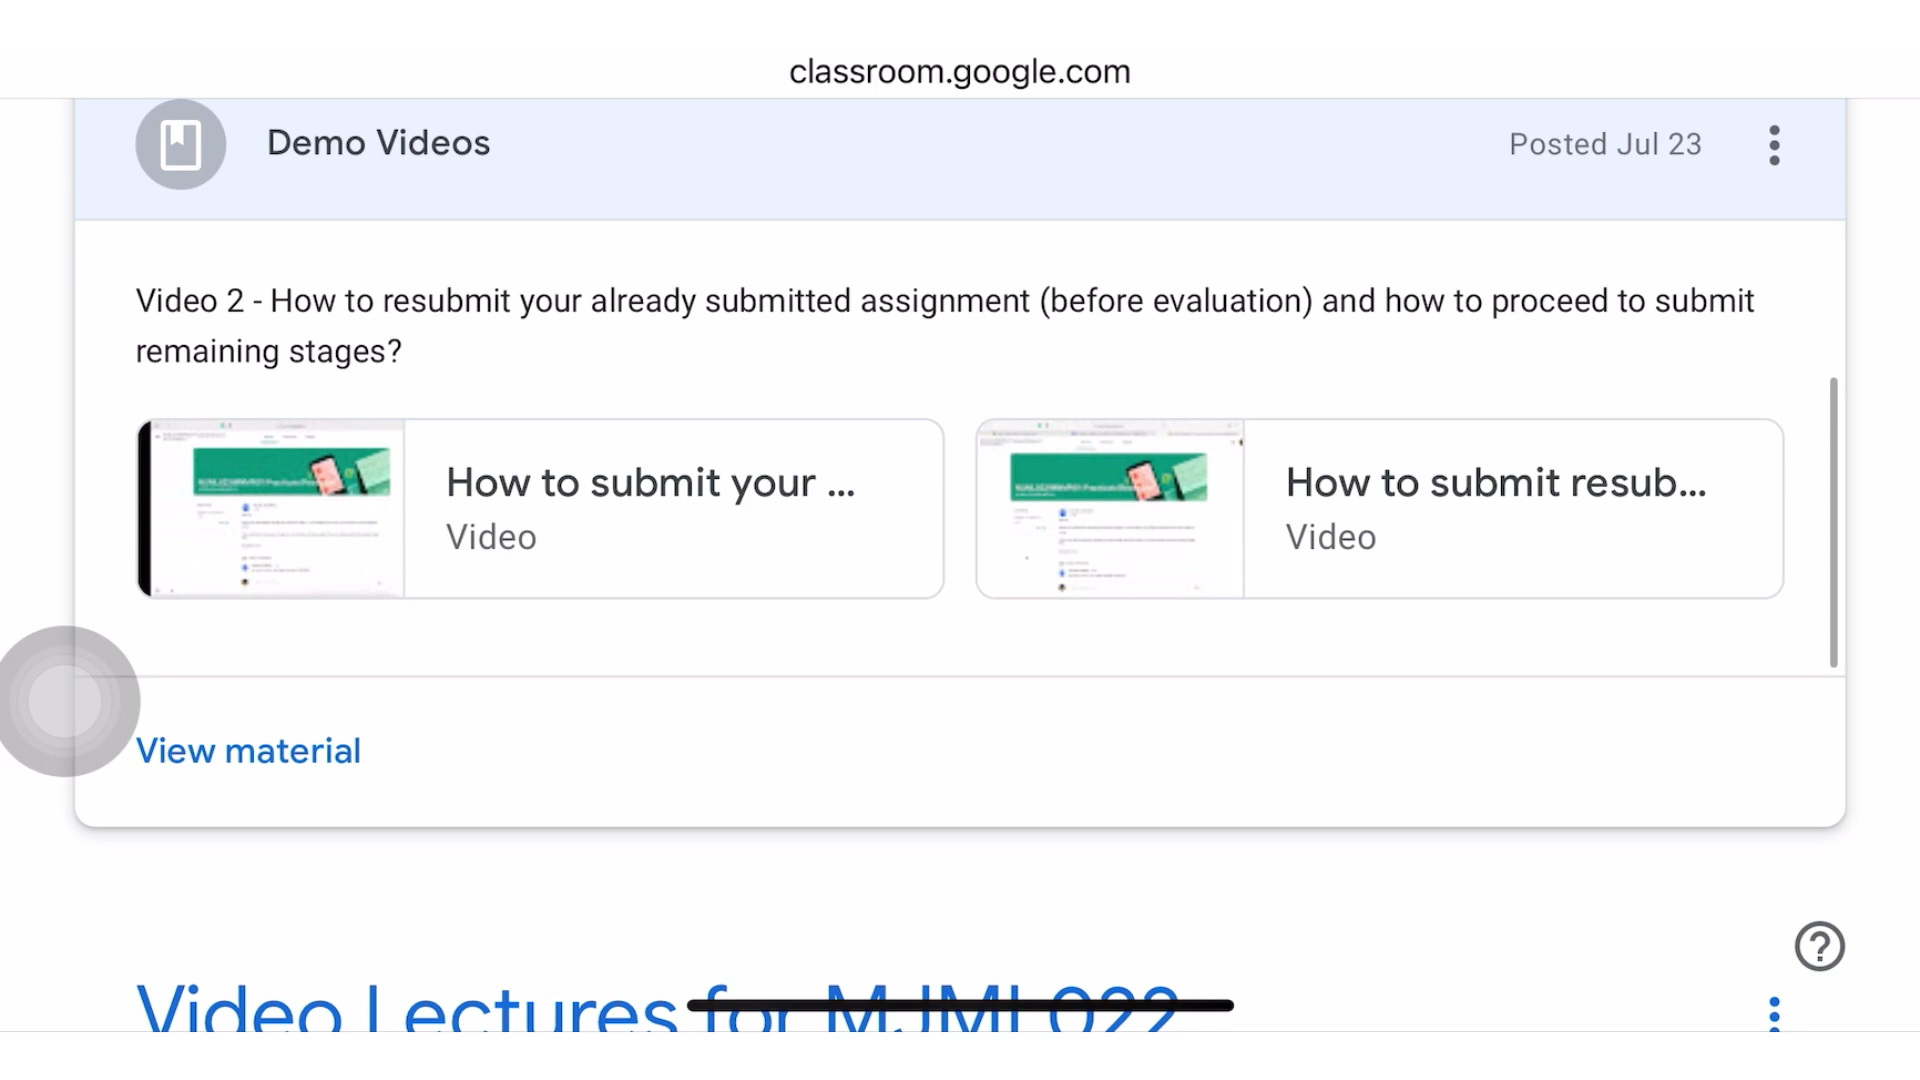 classroom.google.com
Demo Videos
Posted Jul 23
Video 2 - How to resubmit your already submitted assignment (before evaluation) and how to proceed to submit
remaining stages?
How to submit your ...
Video
How to submit resub...
Video
View material
Video Lectures for MJML022